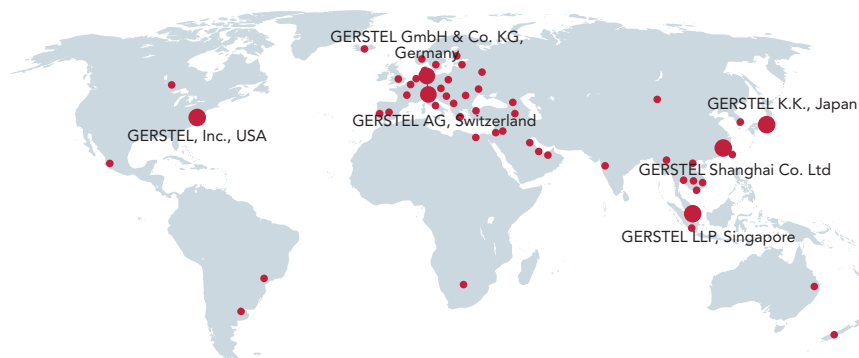 GERSTEL GmbH & Co. KG,
Germany
GERSTEL K.K., Japan
GERSTEL AG, Switzerland
GERSTEL, Inc., USA
GERSTEL Shanghai Co. Ltd
GERSTEL LLP, Singapore